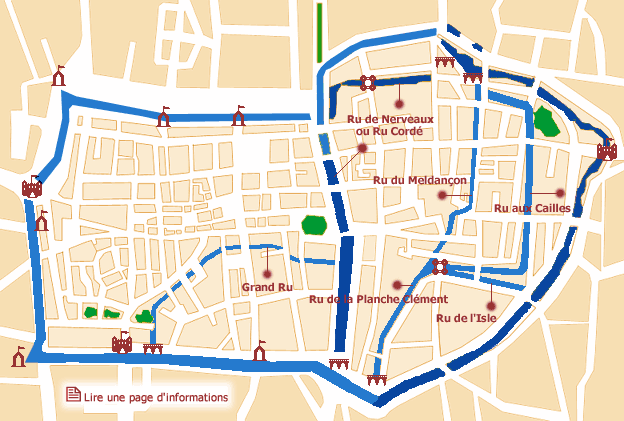 Ru de Nerveaux
ou Ru Cordé
Ru du Meldançon
Ru aux Cailles
Grand Ru
Ru de la Planche Clément
Ru de l'Isle
Lire une page d'informations